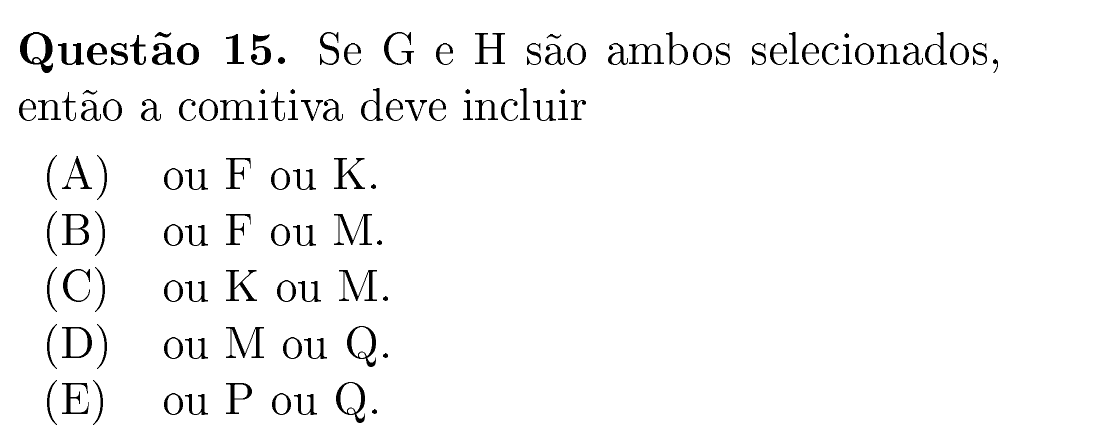 Questão 15. Se G e H são ambos selecionados,
então a comitiva deve incluir
(A) ou F ou K.
(B) ou F ou M.
(C) ou K ou M.
(D) ou M ou Q.
(E) ou P ou Q.